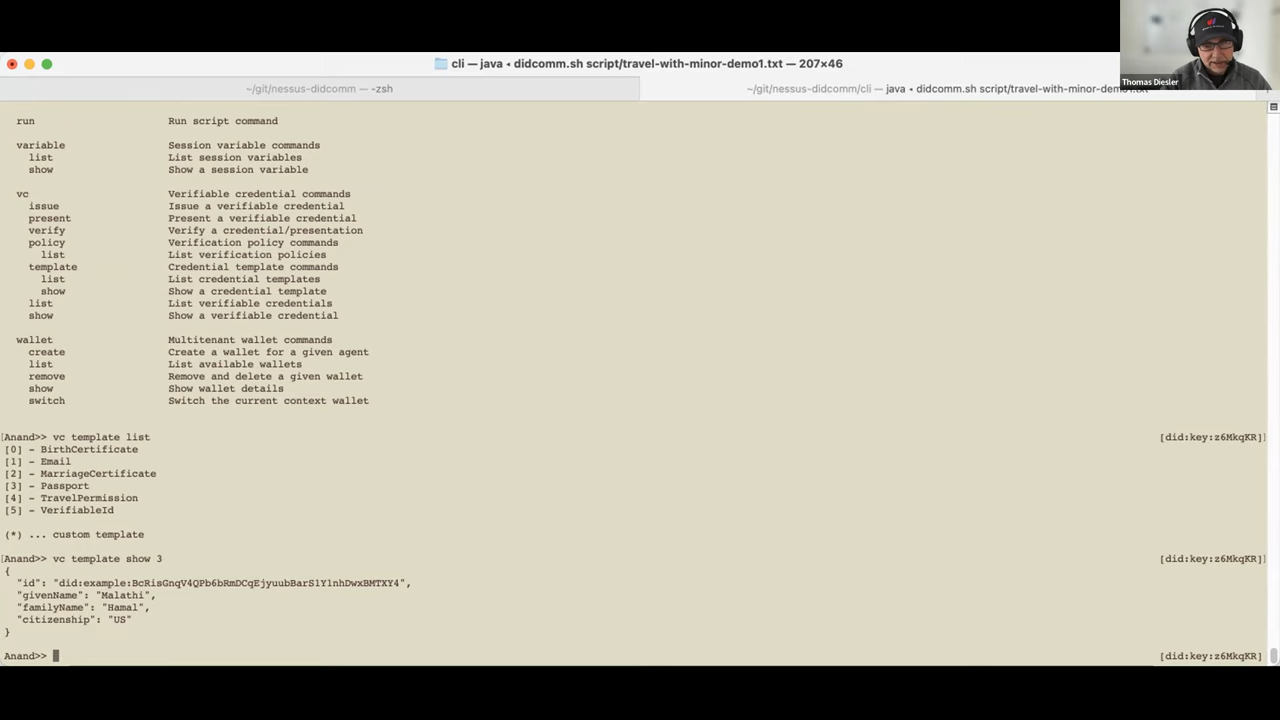 cli — java ◂ didcomm.sh script/travel-with-minor-demo1.txt — 207×46
Thomas Diesler
~/git/nessus-didcomm — -zsh
~/git/nessus-didcomm/cli — java ◂ didcomm.sh script/travel-with-minor-demo1.txt
run Run script command
variable Session variable commands
list List session variables
show Show a session variable
vc Verifiable credential commands
issue Issue a verifiable credential
present Present a verifiable credential
verify Verify a credential/presentation
policy Verification policy commands
list List verification policies
template Credential template commands
list List credential templates
show Show a credential template
list List verifiable credentials
show Show a verifiable credential
wallet Multitenant wallet commands
create Create a wallet for a given agent
list List available wallets
remove Remove and delete a given wallet
show Show wallet details
switch Switch the current context wallet
[Anand>> vc template list [did:key:z6MkqKR]]
[0] - BirthCertificate
[1] - Email
[2] - MarriageCertificate
[3] - Passport
[4] - TravelPermission
[5] - VerifiableId
(*) ... custom template
[Anand>> vc template show 3 [did:key:z6MkqKR]]
{
"id": "did:example:BcRisGnqV4QPb6bRmDCqEjyuubBarS1Y1nhDwxBMTXY4",
"givenName": "Malathi",
"familyName": "Hamal",
"citizenship": "US"
}
Anand>> [did:key:z6MkqKR]